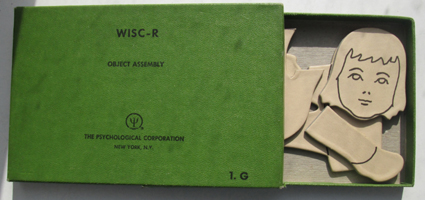 WISC-R
OBJECT ASSEMBLY
THE PSYCHOLOGICAL CORPORATION
NEW YORK, N.Y.
1. G